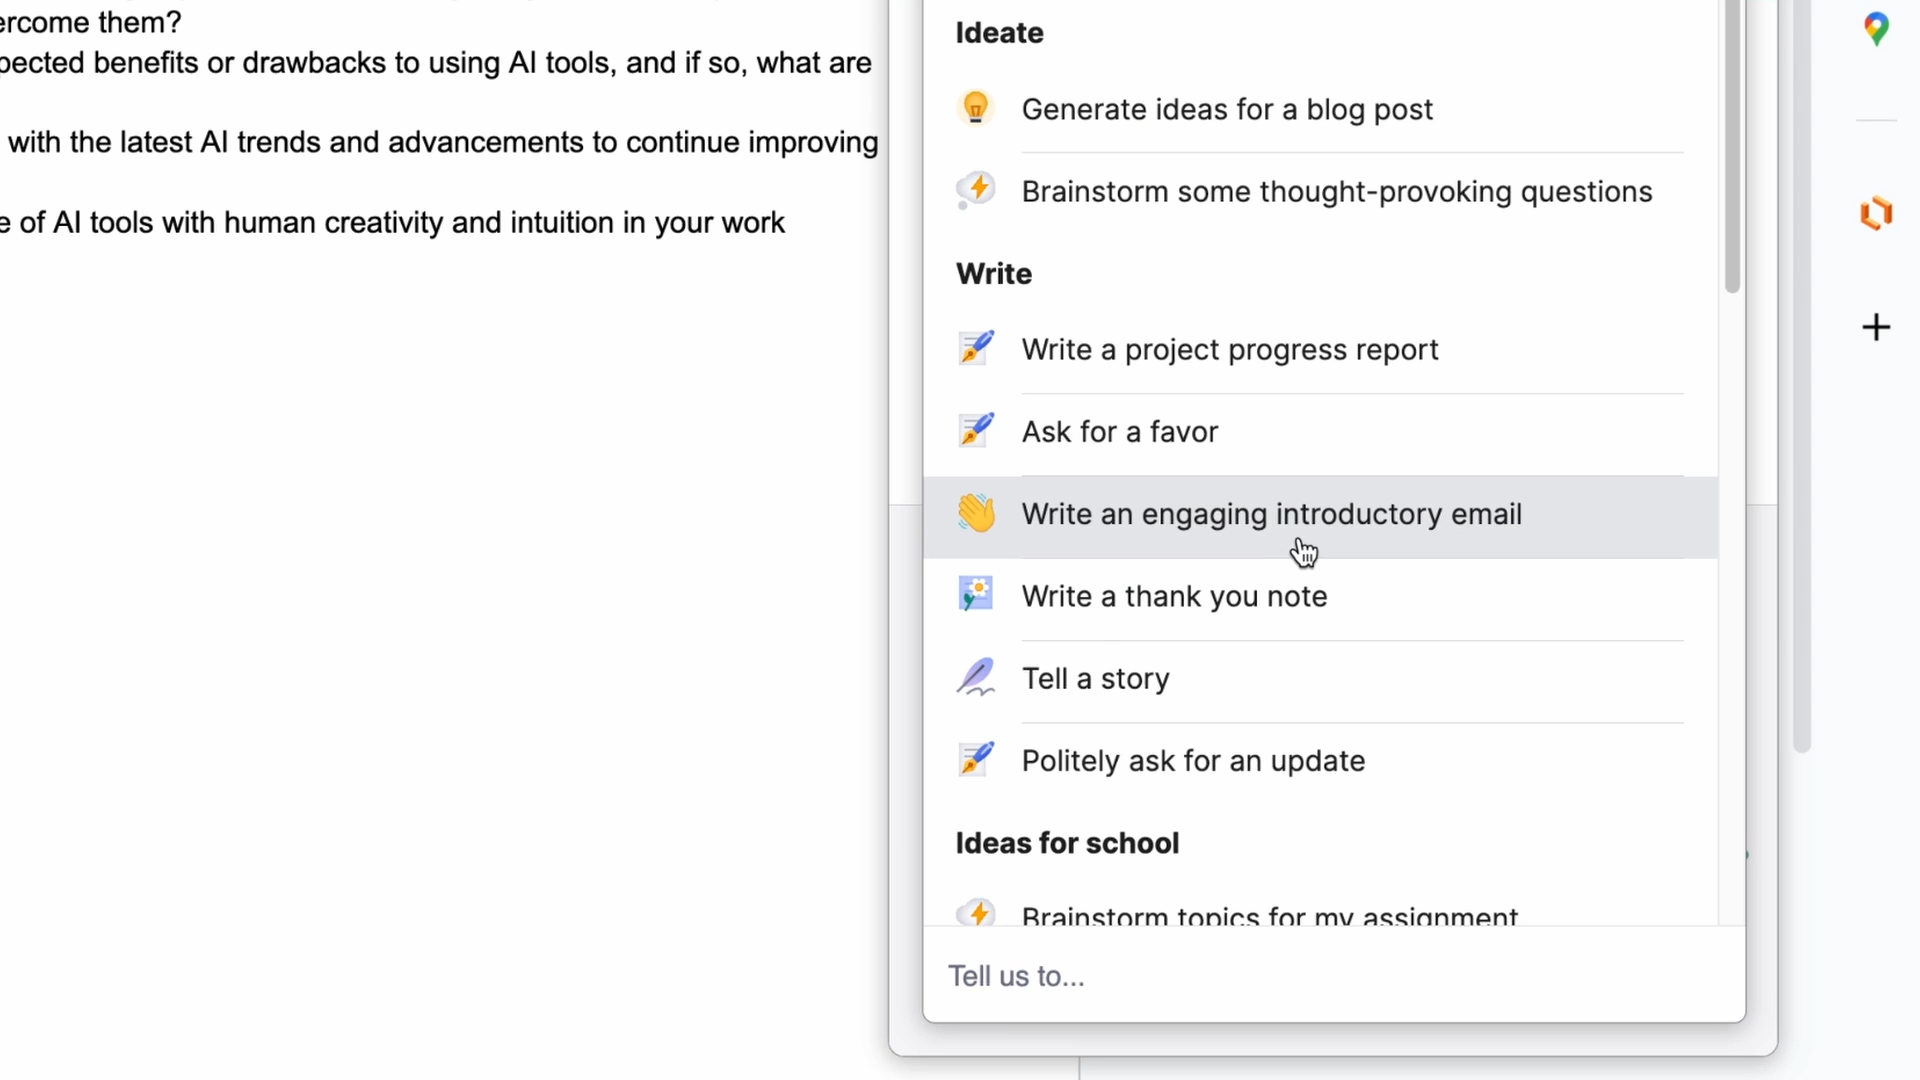 ercome them?
pected benefits or drawbacks to using AI tools, and if so, what are
with the latest AI trends and advancements to continue improving
e of AI tools with human creativity and intuition in your work
Ideate
Generate ideas for a blog post
Brainstorm some thought-provoking questions
Write
Write a project progress report
Ask for a favor
Write an engaging introductory email
Write a thank you note
Tell a story
Politely ask for an update
Ideas for school
Brainstorm topics for my assignment
Tell us to...